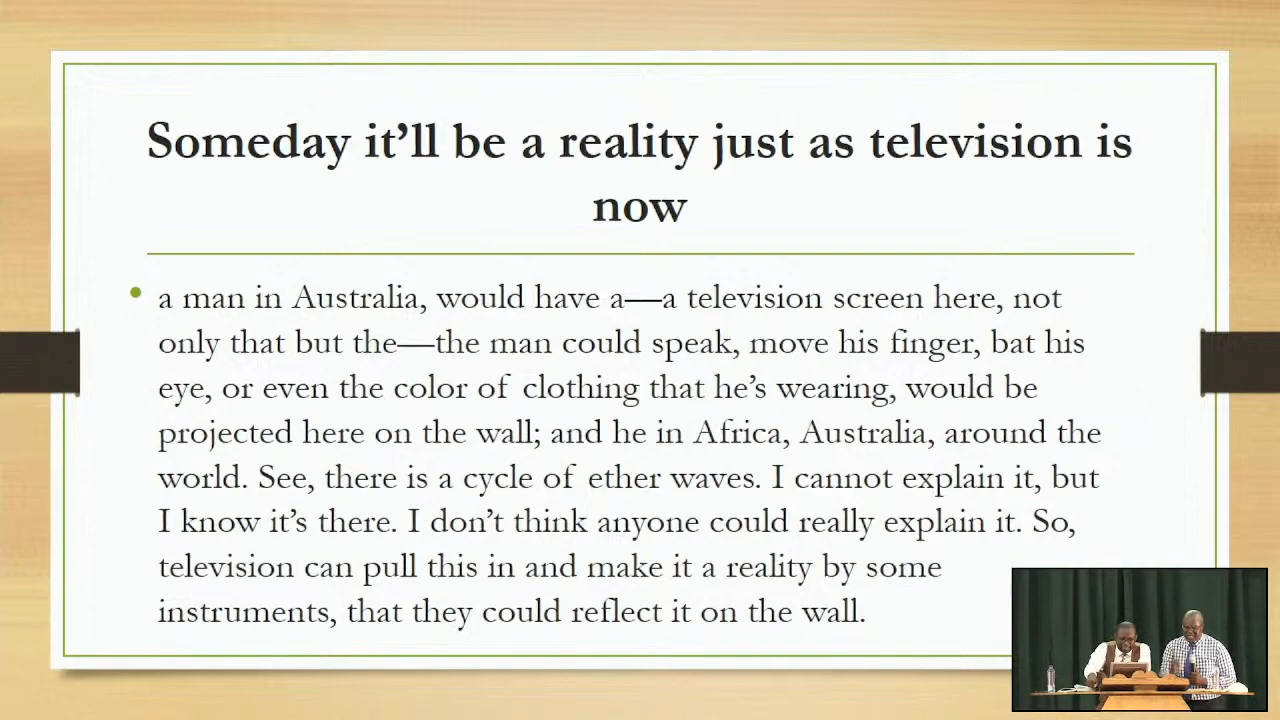 Someday it’ll be a reality just as television is
now
• a man in Australia, would have a—a television screen here, not
only that but the—the man could speak, move his finger, bat his
eye, or even the color of clothing that he’s wearing, would be
projected here on the wall; and he in Africa, Australia, around the
world. See, there is a cycle of ether waves. I cannot explain it, but
I know it’s there. I don’t think anyone could really explain it. So,
television can pull this in and make it a reality by some
instruments, that they could reflect it on the wall.